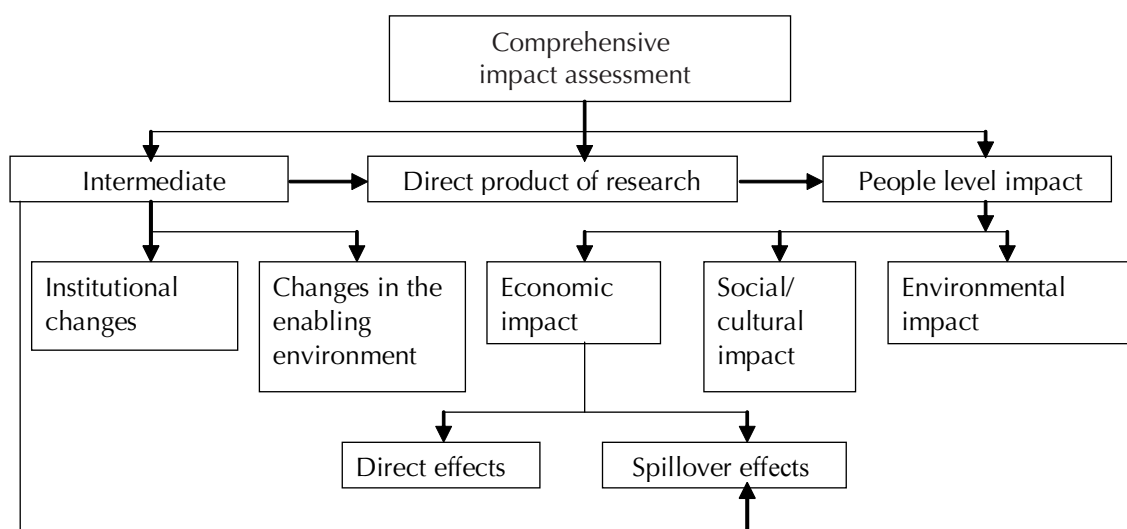 Comprehensive
impact assessment
Intermediate
Direct product of research
People level impact
Institutional
changes
Changes in the
enabling
environment
Economic
impact
Social/
cultural
impact
Environmental
impact
Direct effects
Spillover effects